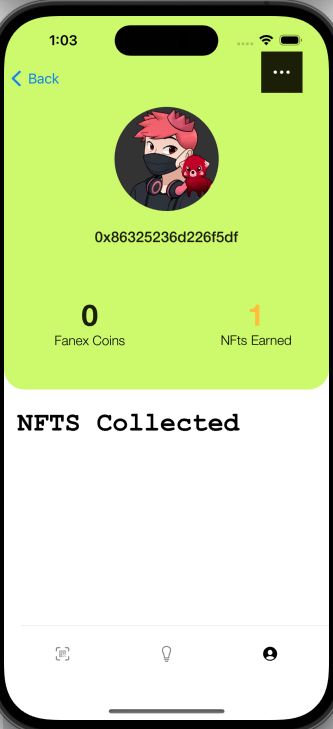 1:03
Back
0x86325236d226f5df
0 1
Fanex Coins NFts Earned
NFTS Collected